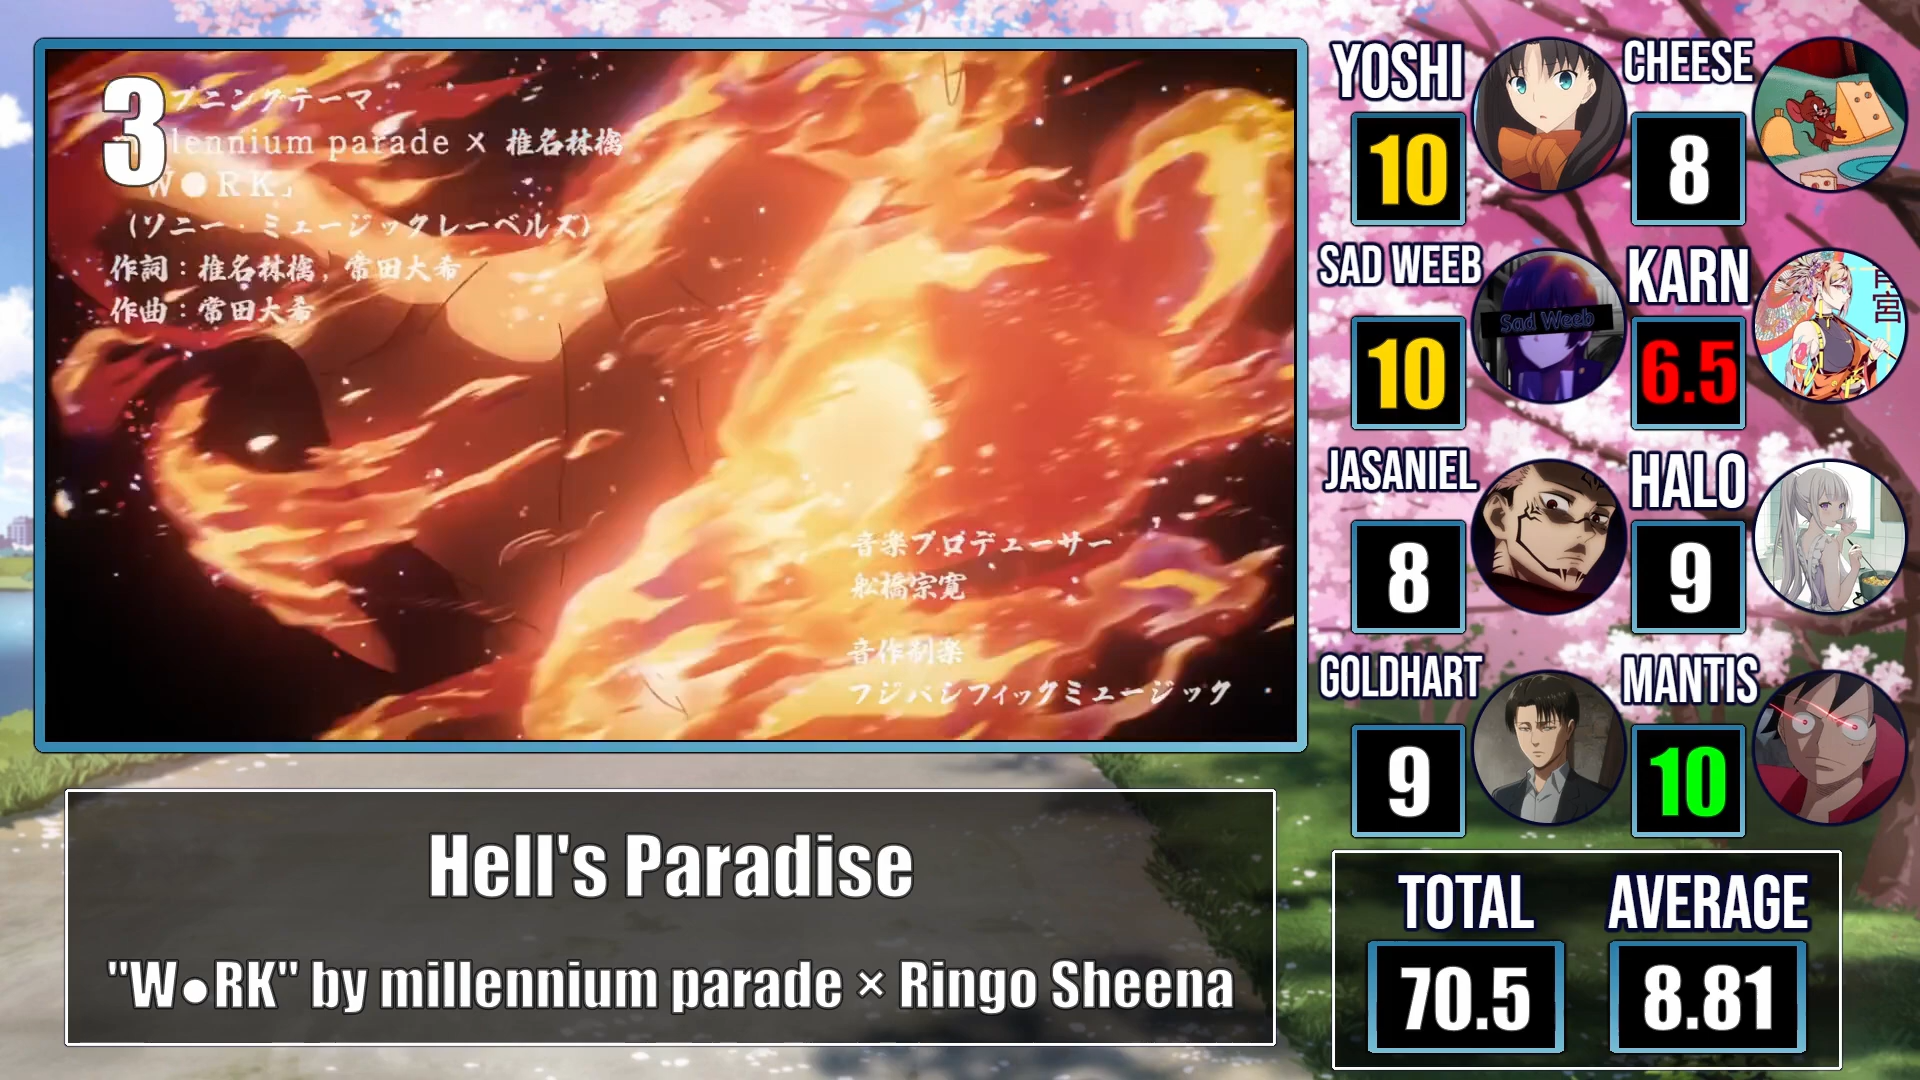 3
プニングテーマ
lennium parade × 椎名林檎
W●RK」
(ソニー・ミュージックレーベルズ)
作詞：椎名林檎, 常田大希
作曲：常田大希
音楽プロデューサー
舩橋宗寛
音楽制作
フジパシフィックミュージック
Hell's Paradise
"W●RK" by millennium parade × Ringo Sheena
YOSHI
10
CHEESE
8
SAD WEEB
10
Sad Weeb
KARN
6.5
宮
JASANIEL
8
HALO
9
GOLDHART
9
MANTIS
10
TOTAL
70.5
AVERAGE
8.81